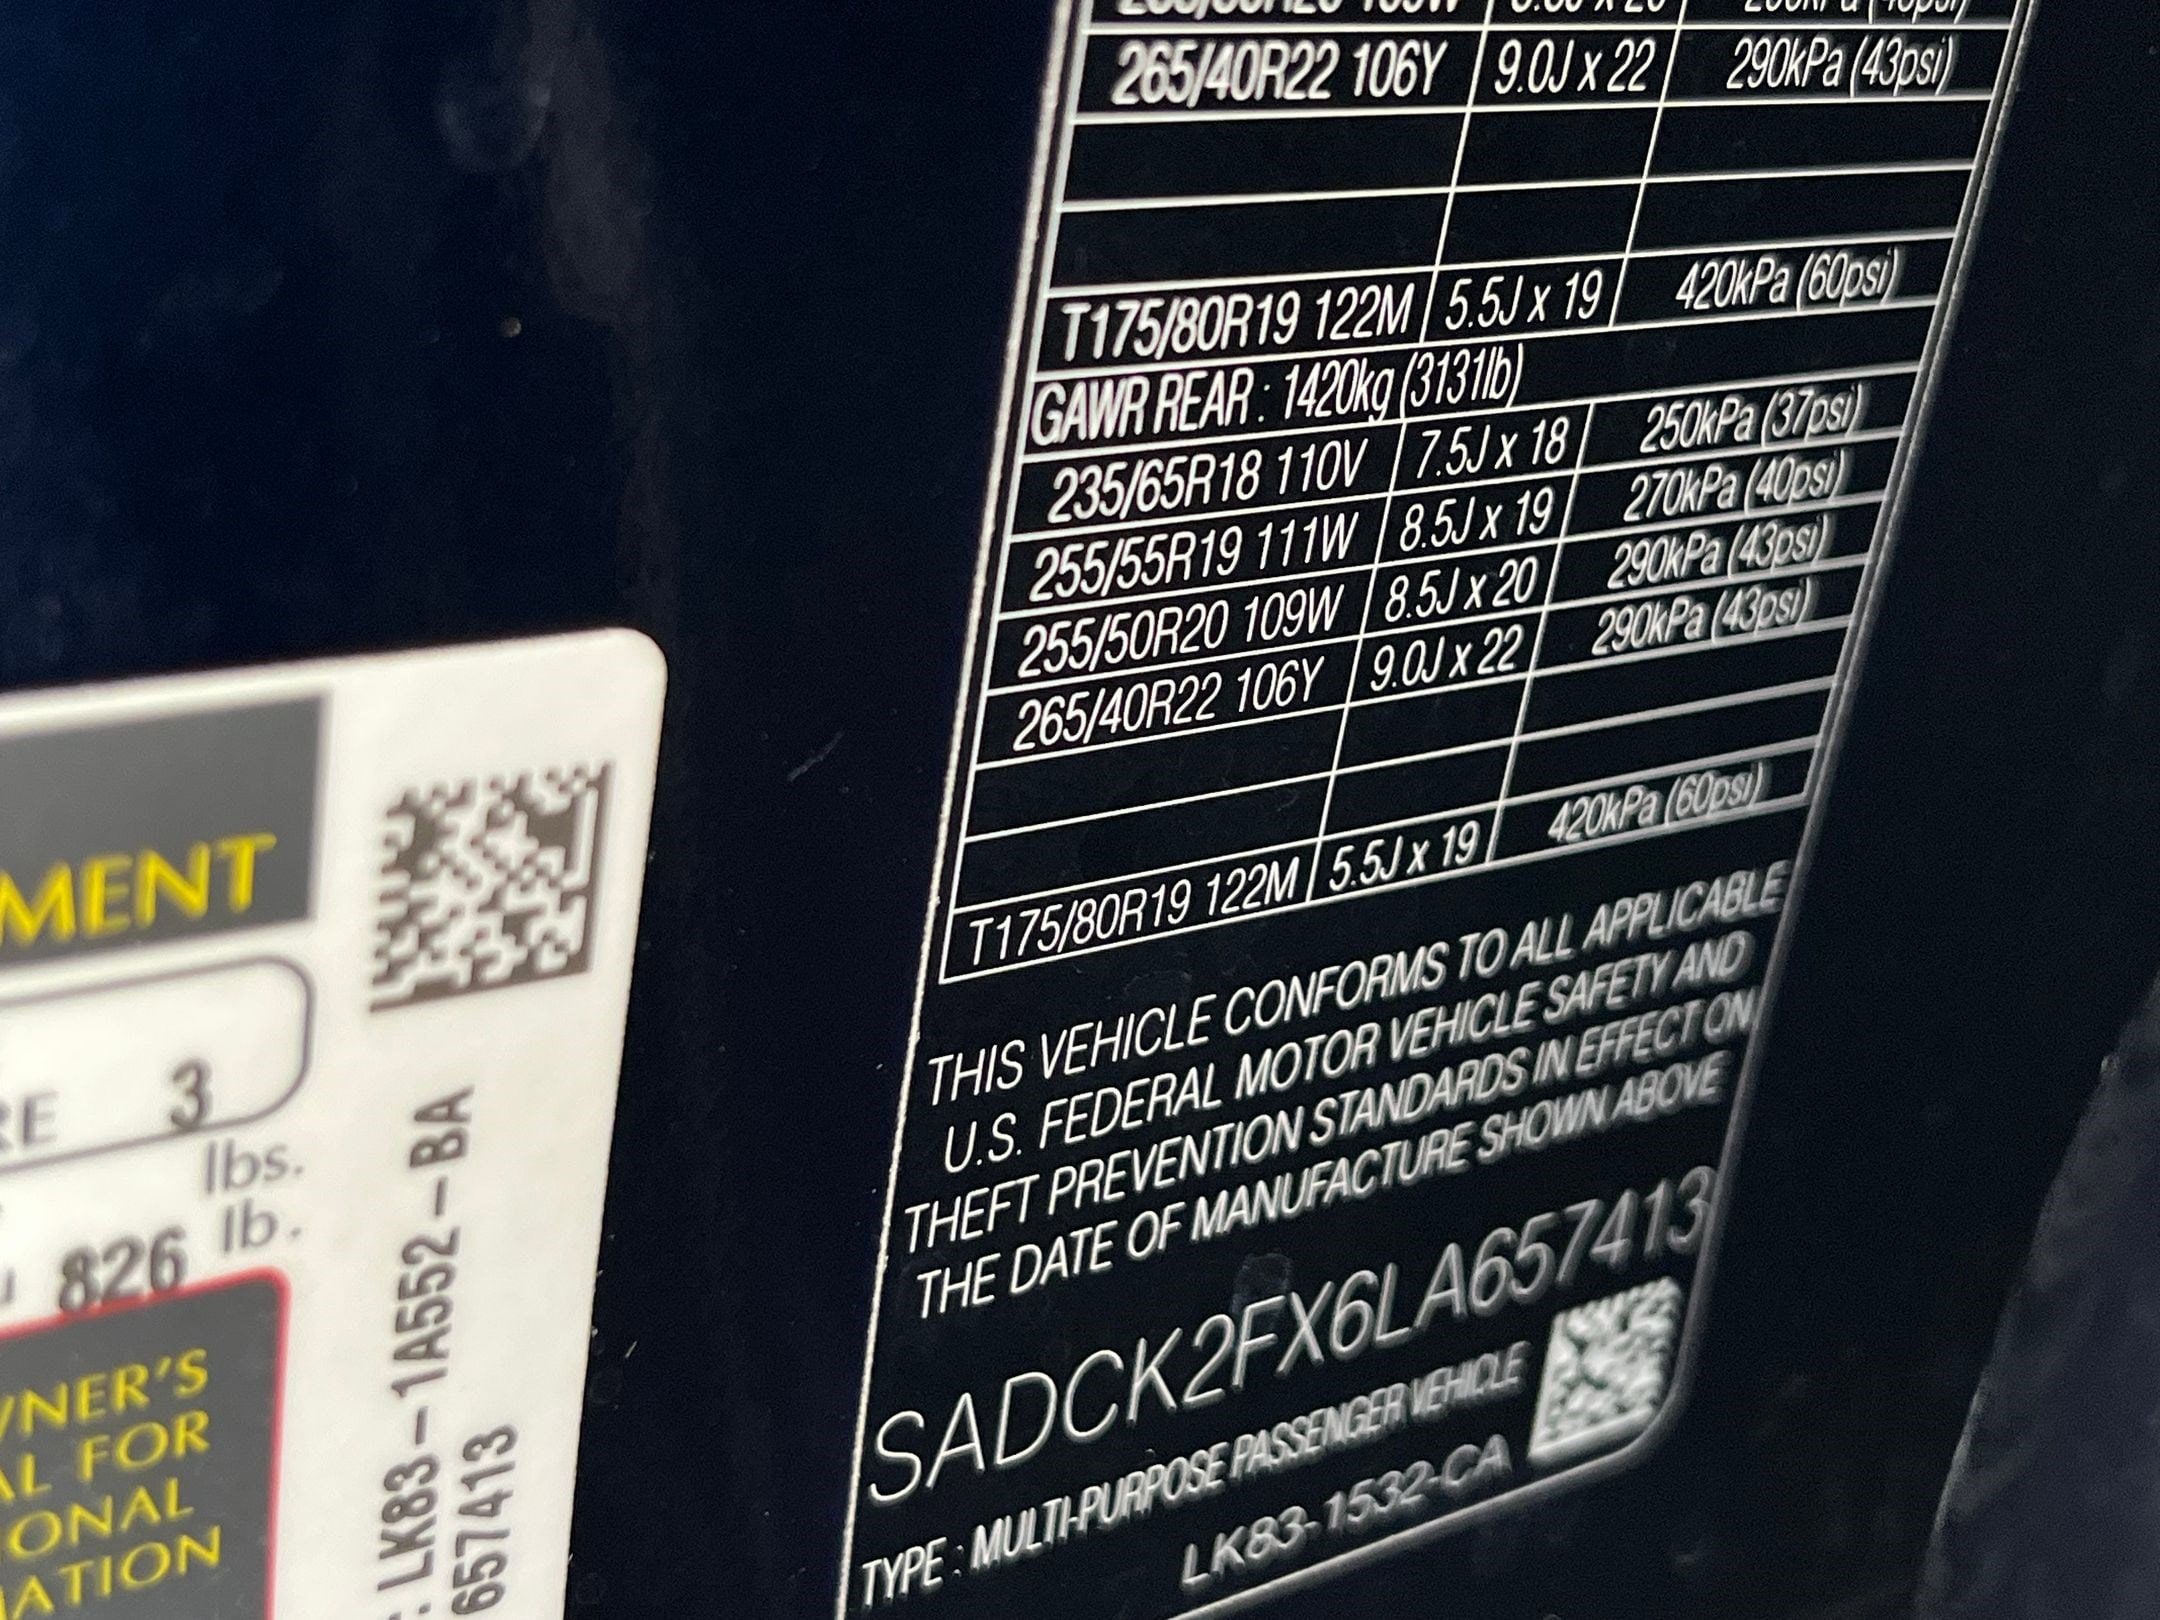 265/40R22 106Y 9.0J x 22 290kPa (43psi)
T175/80R19 122M 5.5J x 19 420kPa (60psi)
GAWR REAR : 1420kg (3131lb)
235/65R18 110V 7.5J x 18 250kPa (37psi)
255/55R19 111W 8.5J x 19 270kPa (40psi)
255/50R20 109W 8.5J x 20 290kPa (43psi)
265/40R22 106Y 9.0J x 22 290kPa (43psi)
T175/80R19 122M 5.5J x 19 420kPa (60psi)
THIS VEHICLE CONFORMS TO ALL APPLICABLE
U.S. FEDERAL MOTOR VEHICLE SAFETY AND
THEFT PREVENTION STANDARDS IN EFFECT ON
THE DATE OF MANUFACTURE SHOWN ABOVE
SADCK2FX6LA657413
TYPE : MULTI-PURPOSE PASSENGER VEHICLE
LK83-1532-CA
MENT
RE 3
lbs.
826 lb.
WNER'S
AL FOR
IONAL
MATION
LK83-1A552-BA
657413